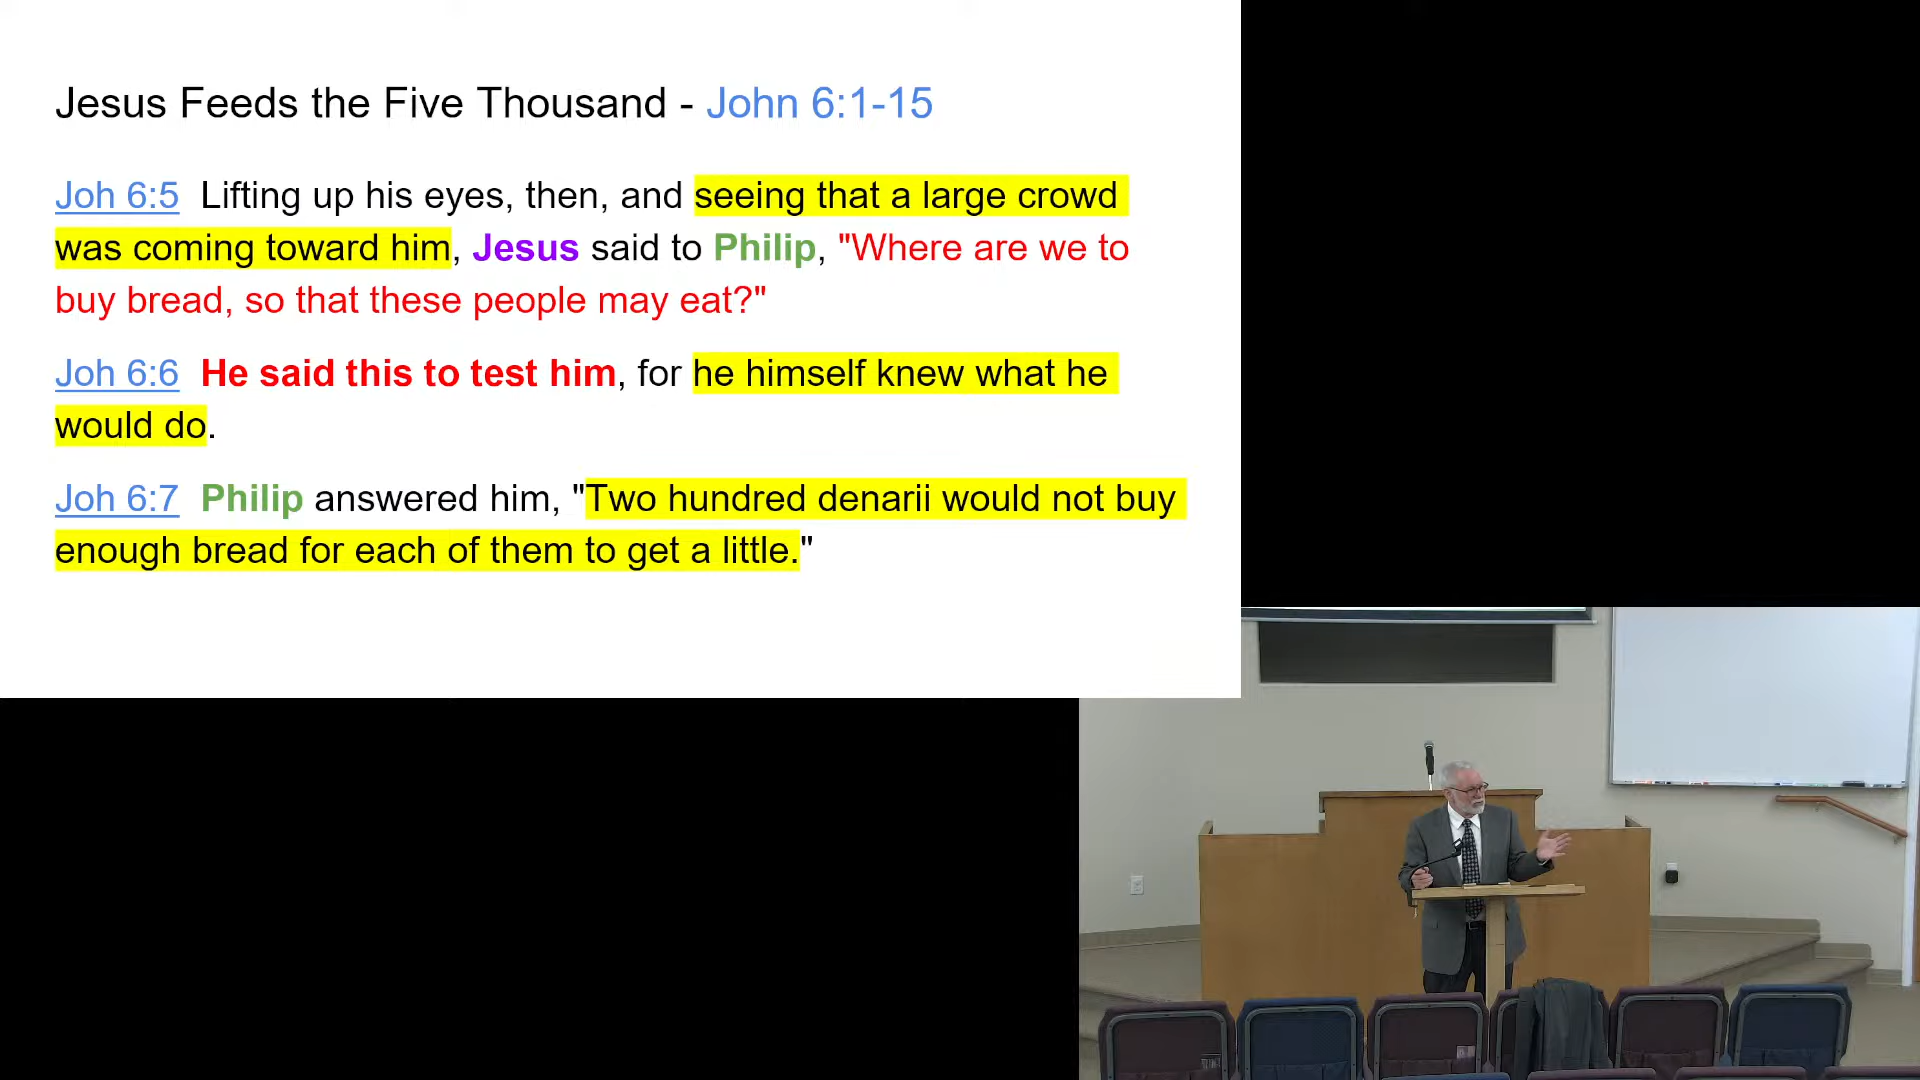 Jesus Feeds the Five Thousand - John 6:1-15
Joh 6:5 Lifting up his eyes, then, and seeing that a large crowd
was coming toward him, Jesus said to Philip, "Where are we to
buy bread, so that these people may eat?"
Joh 6:6 He said this to test him, for he himself knew what he
would do.
Joh 6:7 Philip answered him, "Two hundred denarii would not buy
enough bread for each of them to get a little."